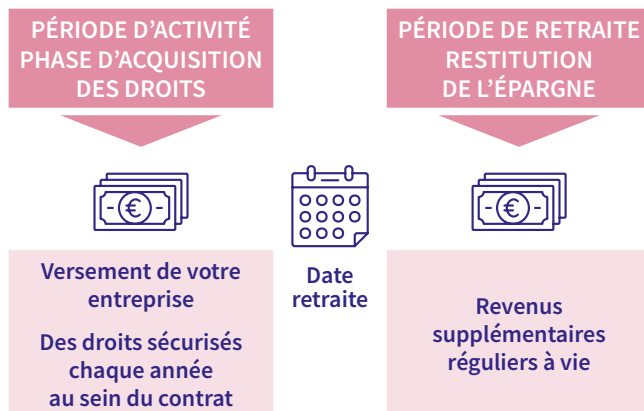 PÉRIODE D’ACTIVITÉ
PHASE D’ACQUISITION
DES DROITS
PÉRIODE DE RETRAITE
RESTITUTION
DE L’ÉPARGNE
€
€
Versement de votre
entreprise
Des droits sécurisés
chaque année
au sein du contrat
Date
retraite
Revenus
supplémentaires
réguliers à vie